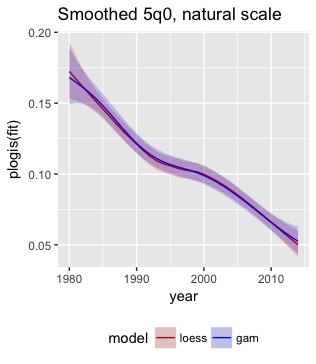 Smoothed 5q0, natural scale
0.20
0.15
0.10
0.05
plogis(fit)
1980 1990 2000 2010
year
model loess gam